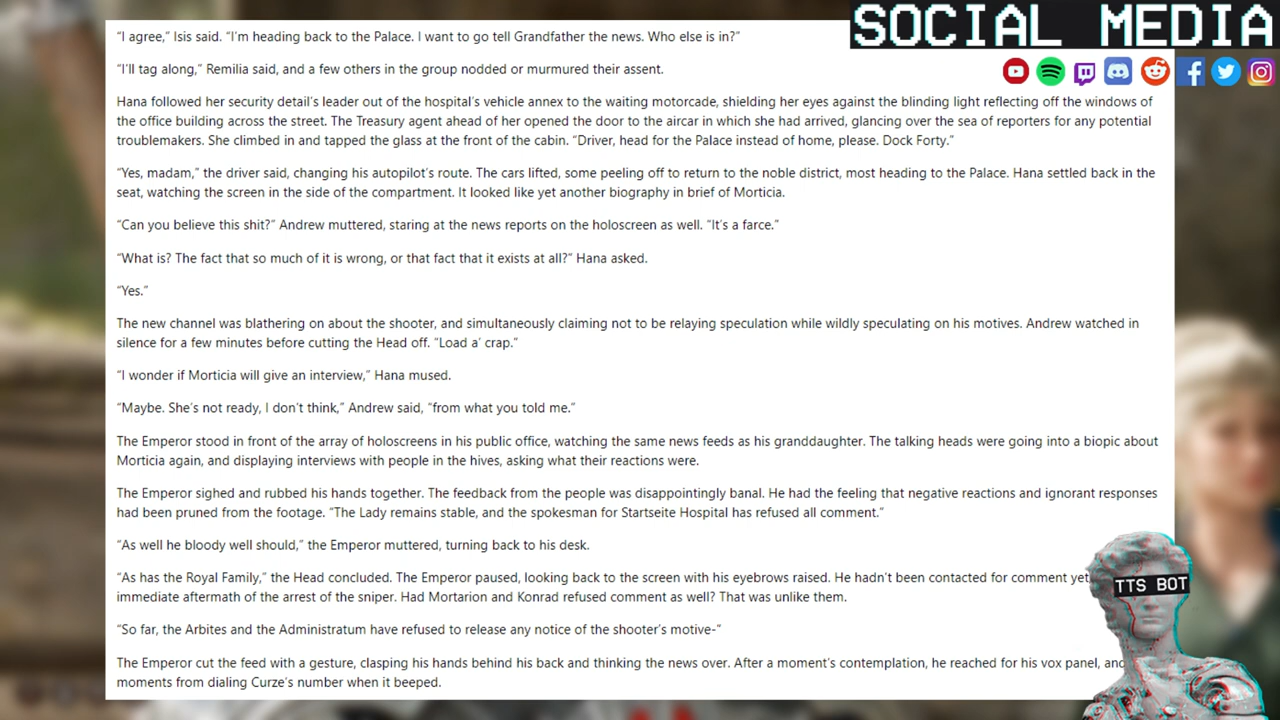 SOCIAL MEDIA
“I agree,” Isis said. “I’m heading back to the Palace. I want to go tell Grandfather the news. Who else is in?”
“I’ll tag along,” Remilia said, and a few others in the group nodded or murmured their assent.
Hana followed her security detail’s leader out of the hospital’s vehicle annex to the waiting motorcade, shielding her eyes against the blinding light reflecting off the windows of
the office building across the street. The Treasury agent ahead of her opened the door to the aircar in which she had arrived, glancing over the sea of reporters for any potential
troublemakers. She climbed in and tapped the glass at the front of the cabin. “Driver, head for the Palace instead of home, please. Dock Forty.”
“Yes, madam,” the driver said, changing his autopilot’s route. The cars lifted, some peeling off to return to the noble district, most heading to the Palace. Hana settled back in the
seat, watching the screen in the side of the compartment. It looked like yet another biography in brief of Morticia.
“Can you believe this shit?” Andrew muttered, staring at the news reports on the holoscreen as well. “It’s a farce.”
“What is? The fact that so much of it is wrong, or that fact that it exists at all?” Hana asked.
“Yes.”
The new channel was blathering on about the shooter, and simultaneously claiming not to be relaying speculation while wildly speculating on his motives. Andrew watched in
silence for a few minutes before cutting the Head off. “Load a’ crap.”
“I wonder if Morticia will give an interview,” Hana mused.
“Maybe. She’s not ready, I don’t think,” Andrew said, “from what you told me.”
The Emperor stood in front of the array of holoscreens in his public office, watching the same news feeds as his granddaughter. The talking heads were going into a biopic about
Morticia again, and displaying interviews with people in the hives, asking what their reactions were.
The Emperor sighed and rubbed his hands together. The feedback from the people was disappointingly banal. He had the feeling that negative reactions and ignorant responses
had been pruned from the footage. “The Lady remains stable, and the spokesman for Startseite Hospital has refused all comment.”
“As well he bloody well should,” the Emperor muttered, turning back to his desk.
“As has the Royal Family,” the Head concluded. The Emperor paused, looking back to the screen with his eyebrows raised. He hadn’t been contacted for comment yet,
immediate aftermath of the arrest of the sniper. Had Mortarion and Konrad refused comment as well? That was unlike them.
“So far, the Arbites and the Administratum have refused to release any notice of the shooter’s motive-”
The Emperor cut the feed with a gesture, clasping his hands behind his back and thinking the news over. After a moment’s contemplation, he reached for his vox panel, and
moments from dialing Curze’s number when it beeped.
TTS BOT